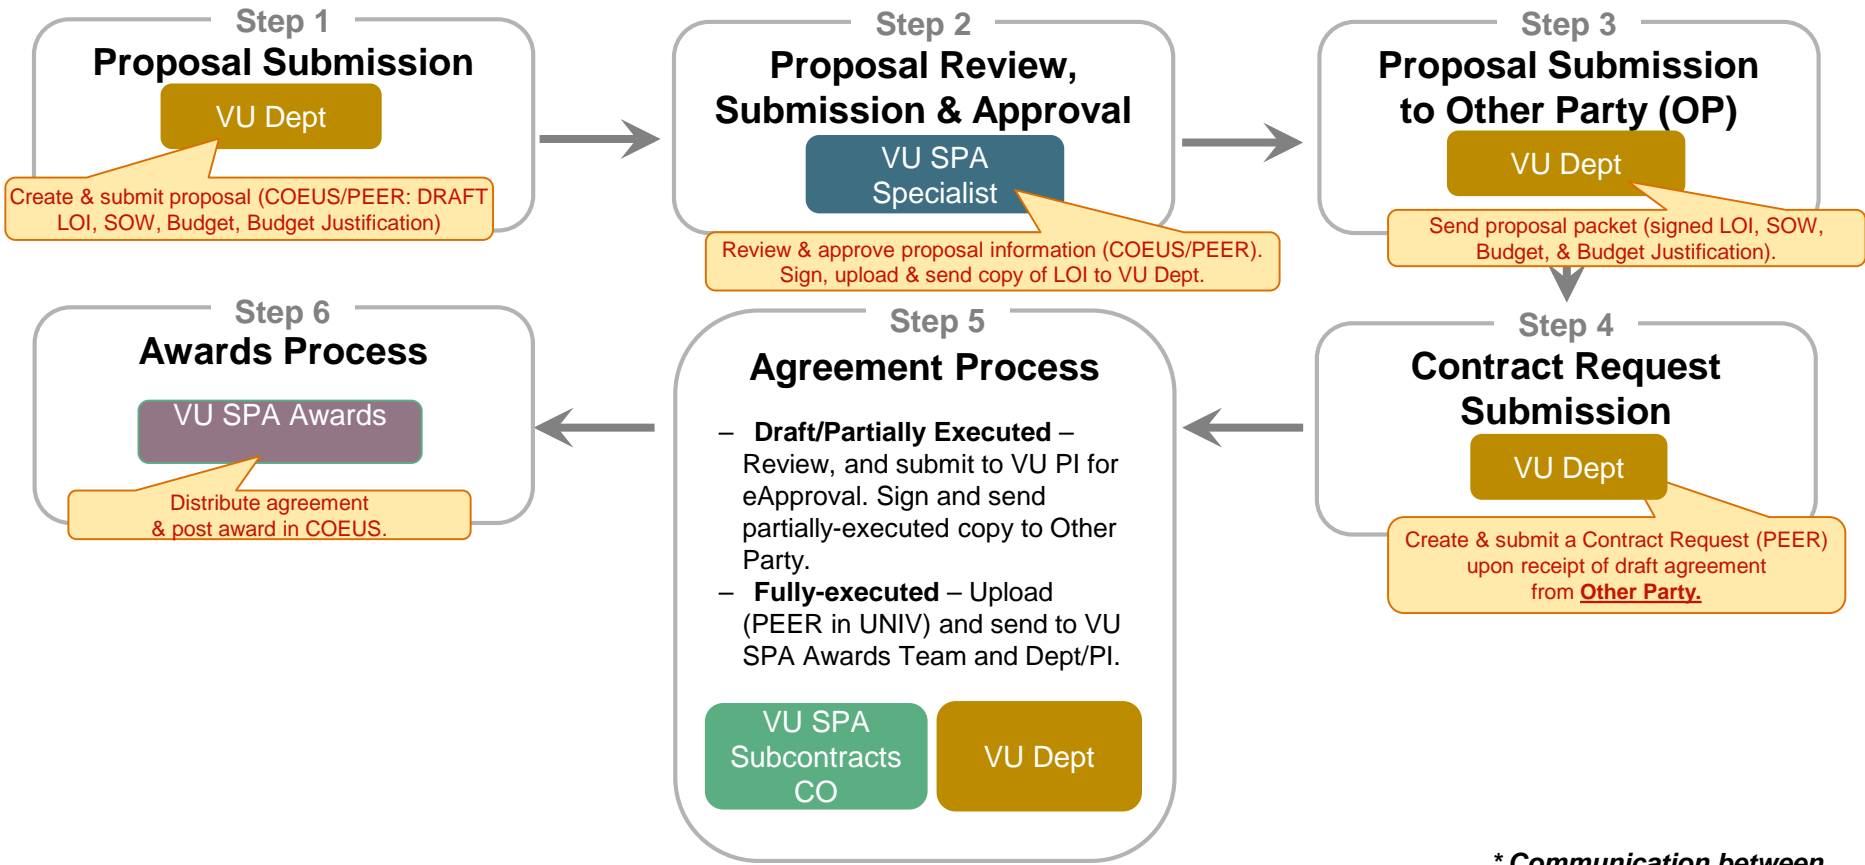 Step 1
Proposal Submission
VU Dept
Create & submit proposal (COEUS/PEER: DRAFT
LOI, SOW, Budget, Budget Justification)
Step 2
Proposal Review,
Submission & Approval
VU SPA
Specialist
Review & approve proposal information (COEUS/PEER).
Sign, upload & send copy of LOI to VU Dept.
Step 3
Proposal Submission
to Other Party (OP)
VU Dept
Send proposal packet (signed LOI, SOW,
Budget, & Budget Justification).
Step 4
Contract Request
Submission
VU Dept
Create & submit a Contract Request (PEER)
upon receipt of draft agreement
from Other Party.
Step 5
Agreement Process
– Draft/Partially Executed –
Review, and submit to VU PI for
eApproval. Sign and send
partially-executed copy to Other
Party.
– Fully-executed – Upload
(PEER in UNIV) and send to VU
SPA Awards Team and Dept/PI.
VU SPA
Subcontracts
CO
VU Dept
Step 6
Awards Process
VU SPA Awards
Distribute agreement
& post award in COEUS.
* Communication between